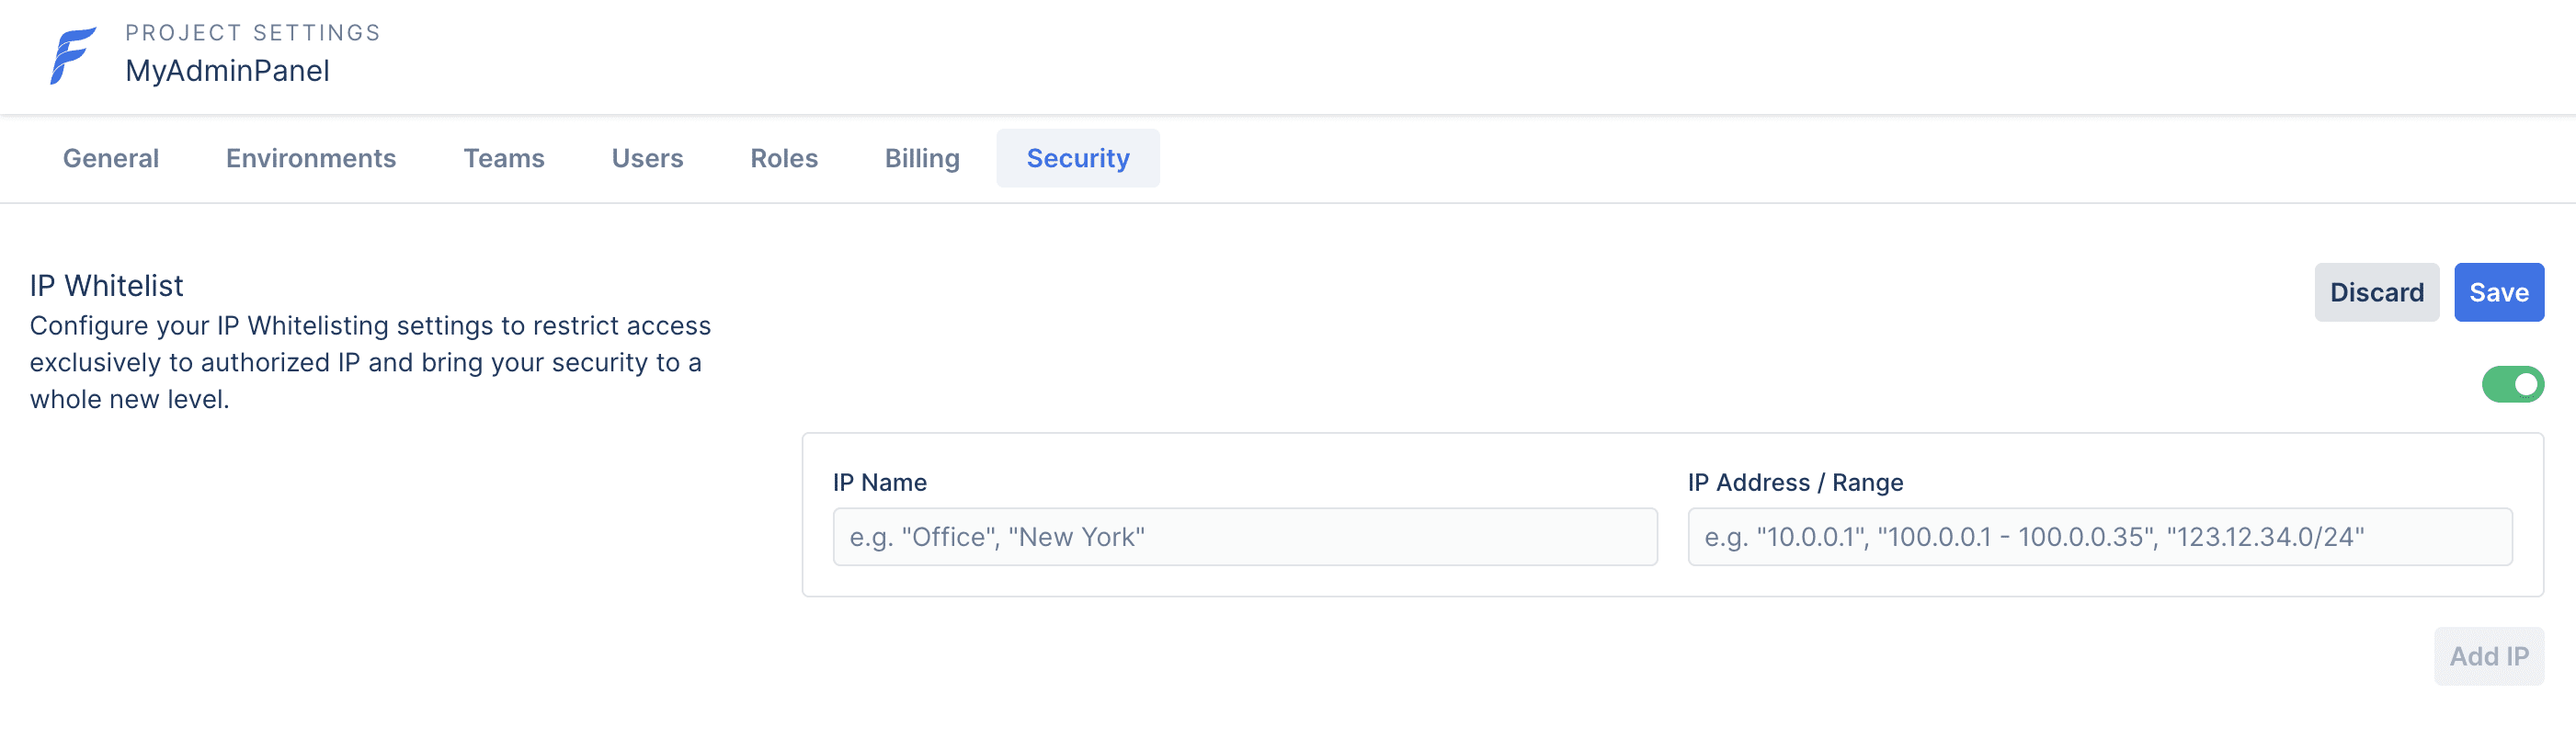 PROJECT SETTINGS
MyAdminPanel
General Environments Teams Users Roles Billing Security
IP Whitelist
Configure your IP Whitelisting settings to restrict access
exclusively to authorized IP and bring your security to a
whole new level.
Discard Save
IP Name
e.g. "Office", "New York"
IP Address / Range
e.g. "10.0.0.1", "100.0.0.1 - 100.0.0.35", "123.12.34.0/24"
Add IP